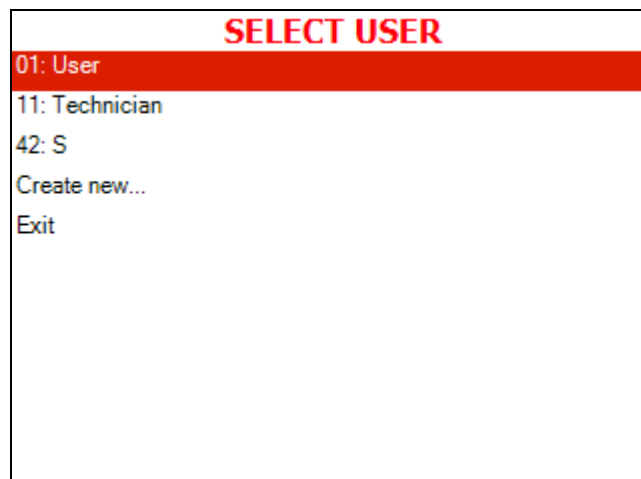 SELECT USER
01: User
11: Technician
42: S
Create new...
Exit